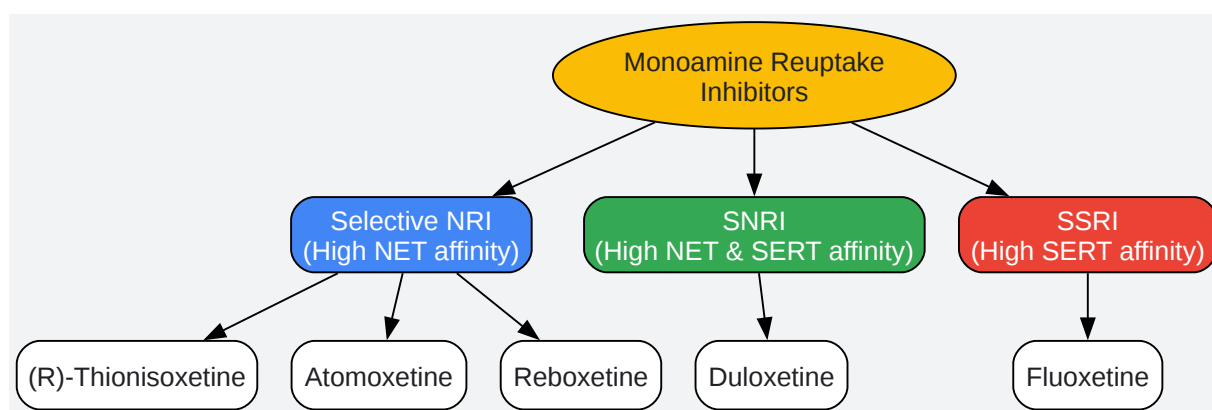 Monoamine Reuptake
Inhibitors
Selective NRI
(High NET affinity)
SNRI
(High NET & SERT affinity)
SSRI
(High SERT affinity)
(R)-Thionisoxetine
Atomoxetine
Reboxetine
Duloxetine
Fluoxetine